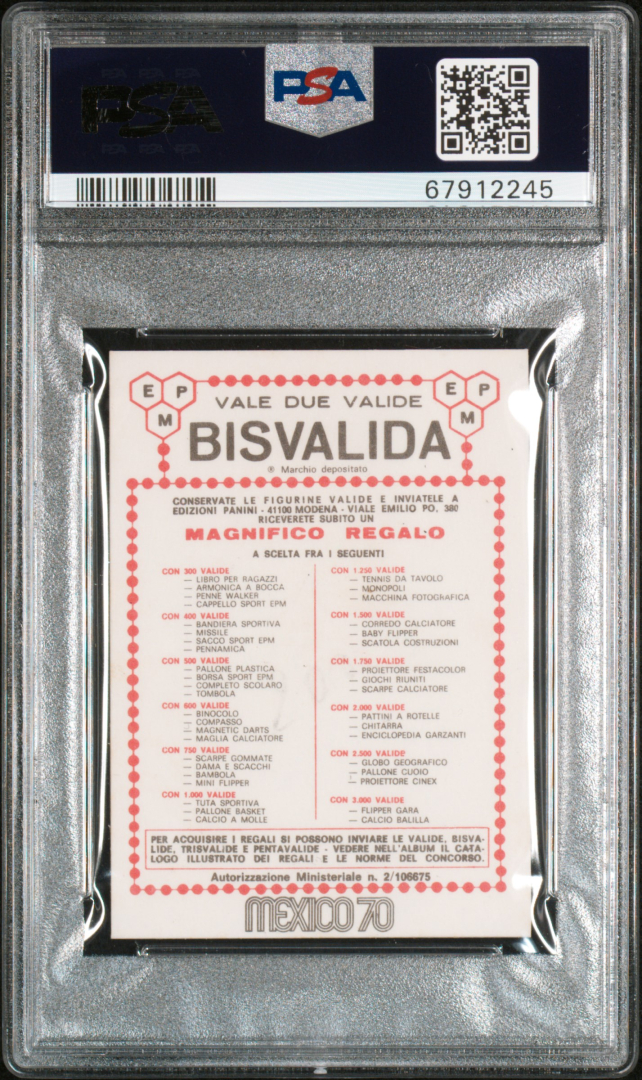 PSA
PSA
67912245
E P M
E P M
VALE DUE VALIDE
BISVALIDA
® Marchio depositato
CONSERVATE LE FIGURINE VALIDE E INVIATELE A
EDIZIONI PANINI - 41100 MODENA - VIALE EMILIO PO, 380
RICEVERETE SUBITO UN
MAGNIFICO REGALO
A SCELTA FRA I SEGUENTI
CON 300 VALIDE
— LIBRO PER RAGAZZI
— ARMONICA A BOCCA
— PENNE WALKER
— CAPPELLO SPORT EPM
CON 400 VALIDE
— BANDIERA SPORTIVA
— MISSILE
— SACCO SPORT EPM
— PENNAMICA
CON 500 VALIDE
— PALLONE PLASTICA
— BORSA SPORT EPM
— COMPLETO SCOLARO
— TOMBOLA
CON 600 VALIDE
— BINOCOLO
— COMPASSO
— MAGNETIC DARTS
— MAGLIA CALCIATORE
CON 750 VALIDE
— SCARPE GOMMATE
— DAMA E SCACCHI
— BAMBOLA
— MINI FLIPPER
CON 1.000 VALIDE
— TUTA SPORTIVA
— PALLONE BASKET
— CALCIO A MOLLE
CON 1.250 VALIDE
— TENNIS DA TAVOLO
— MONOPOLI
— MACCHINA FOTOGRAFICA
CON 1.500 VALIDE
— CORREDO CALCIATORE
— BABY FLIPPER
— SCATOLA COSTRUZIONI
CON 1.750 VALIDE
— PROIETTORE FESTACOLOR
— GIOCHI RIUNITI
— SCARPE CALCIATORE
CON 2.000 VALIDE
— PATTINI A ROTELLE
— CHITARRA
— ENCICLOPEDIA GARZANTI
CON 2.500 VALIDE
— GLOBO GEOGRAFICO
— PALLONE CUOIO
— PROIETTORE CINEX
CON 3.000 VALIDE
— FLIPPER GARA
— CALCIO BALILLA
PER ACQUISIRE I REGALI SI POSSONO INVIARE LE VALIDE, BISVA-
LIDE, TRISVALIDE E PENTAVALIDE - VEDERE NELL'ALBUM IL CATA-
LOGO ILLUSTRATO DEI REGALI E LE NORME DEL CONCORSO.
Autorizzazione Ministeriale n. 2/106675
MEXICO 70